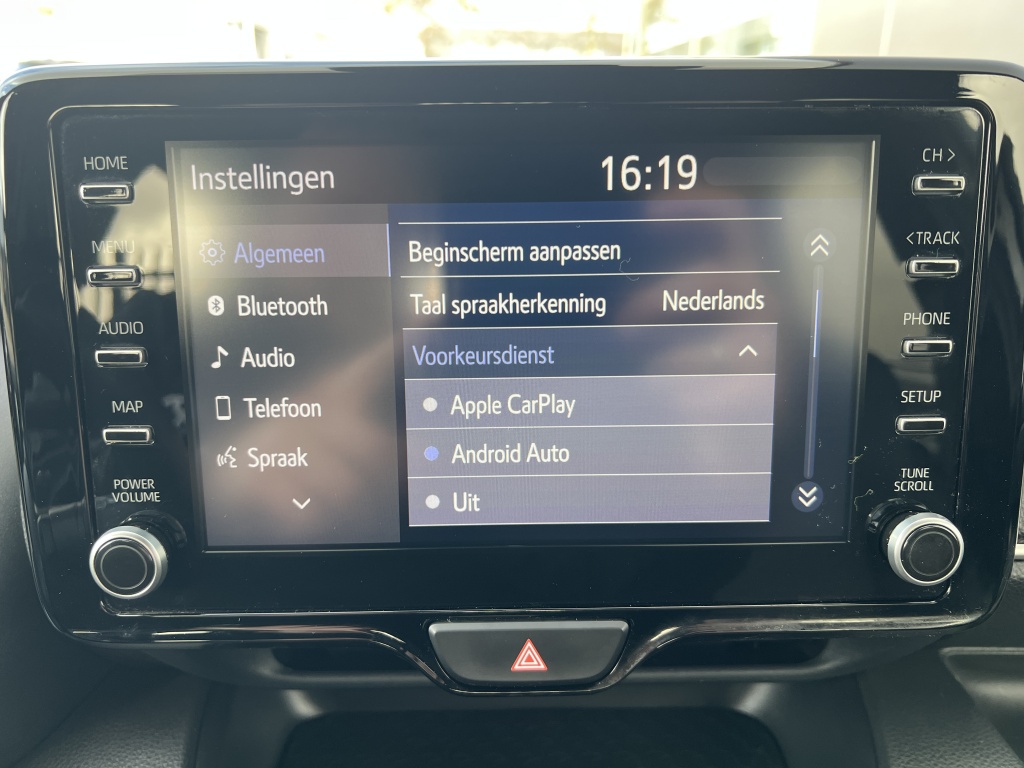 HOME
MENU
AUDIO
MAP
POWER
VOLUME
Instellingen
16:19
Algemeen
Bluetooth
Audio
Telefoon
Spraak
Beginscherm aanpassen
Taal spraakherkenning Nederlands
Voorkeursdienst
Apple CarPlay
Android Auto
Uit
CH >
< TRACK
PHONE
SETUP
TUNE
SCROLL